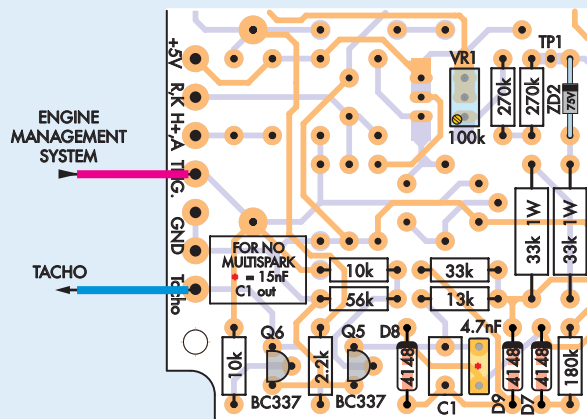 +5V
R,K
H+,A
TRIG.
GND
Tacho
ENGINE
MANAGEMENT
SYSTEM
TACHO
VR1
100k
270k
270k
TP1
ZD2
75V
33k 1W
33k 1W
FOR NO
MULTISPARK
* = 15nF
C1 out
10k
56k
33k
13k
10k
Q6
BC337
2.2k
Q5
BC337
D8
4148
C1
4.7nF
*
4148
D9
4148
D7
180k